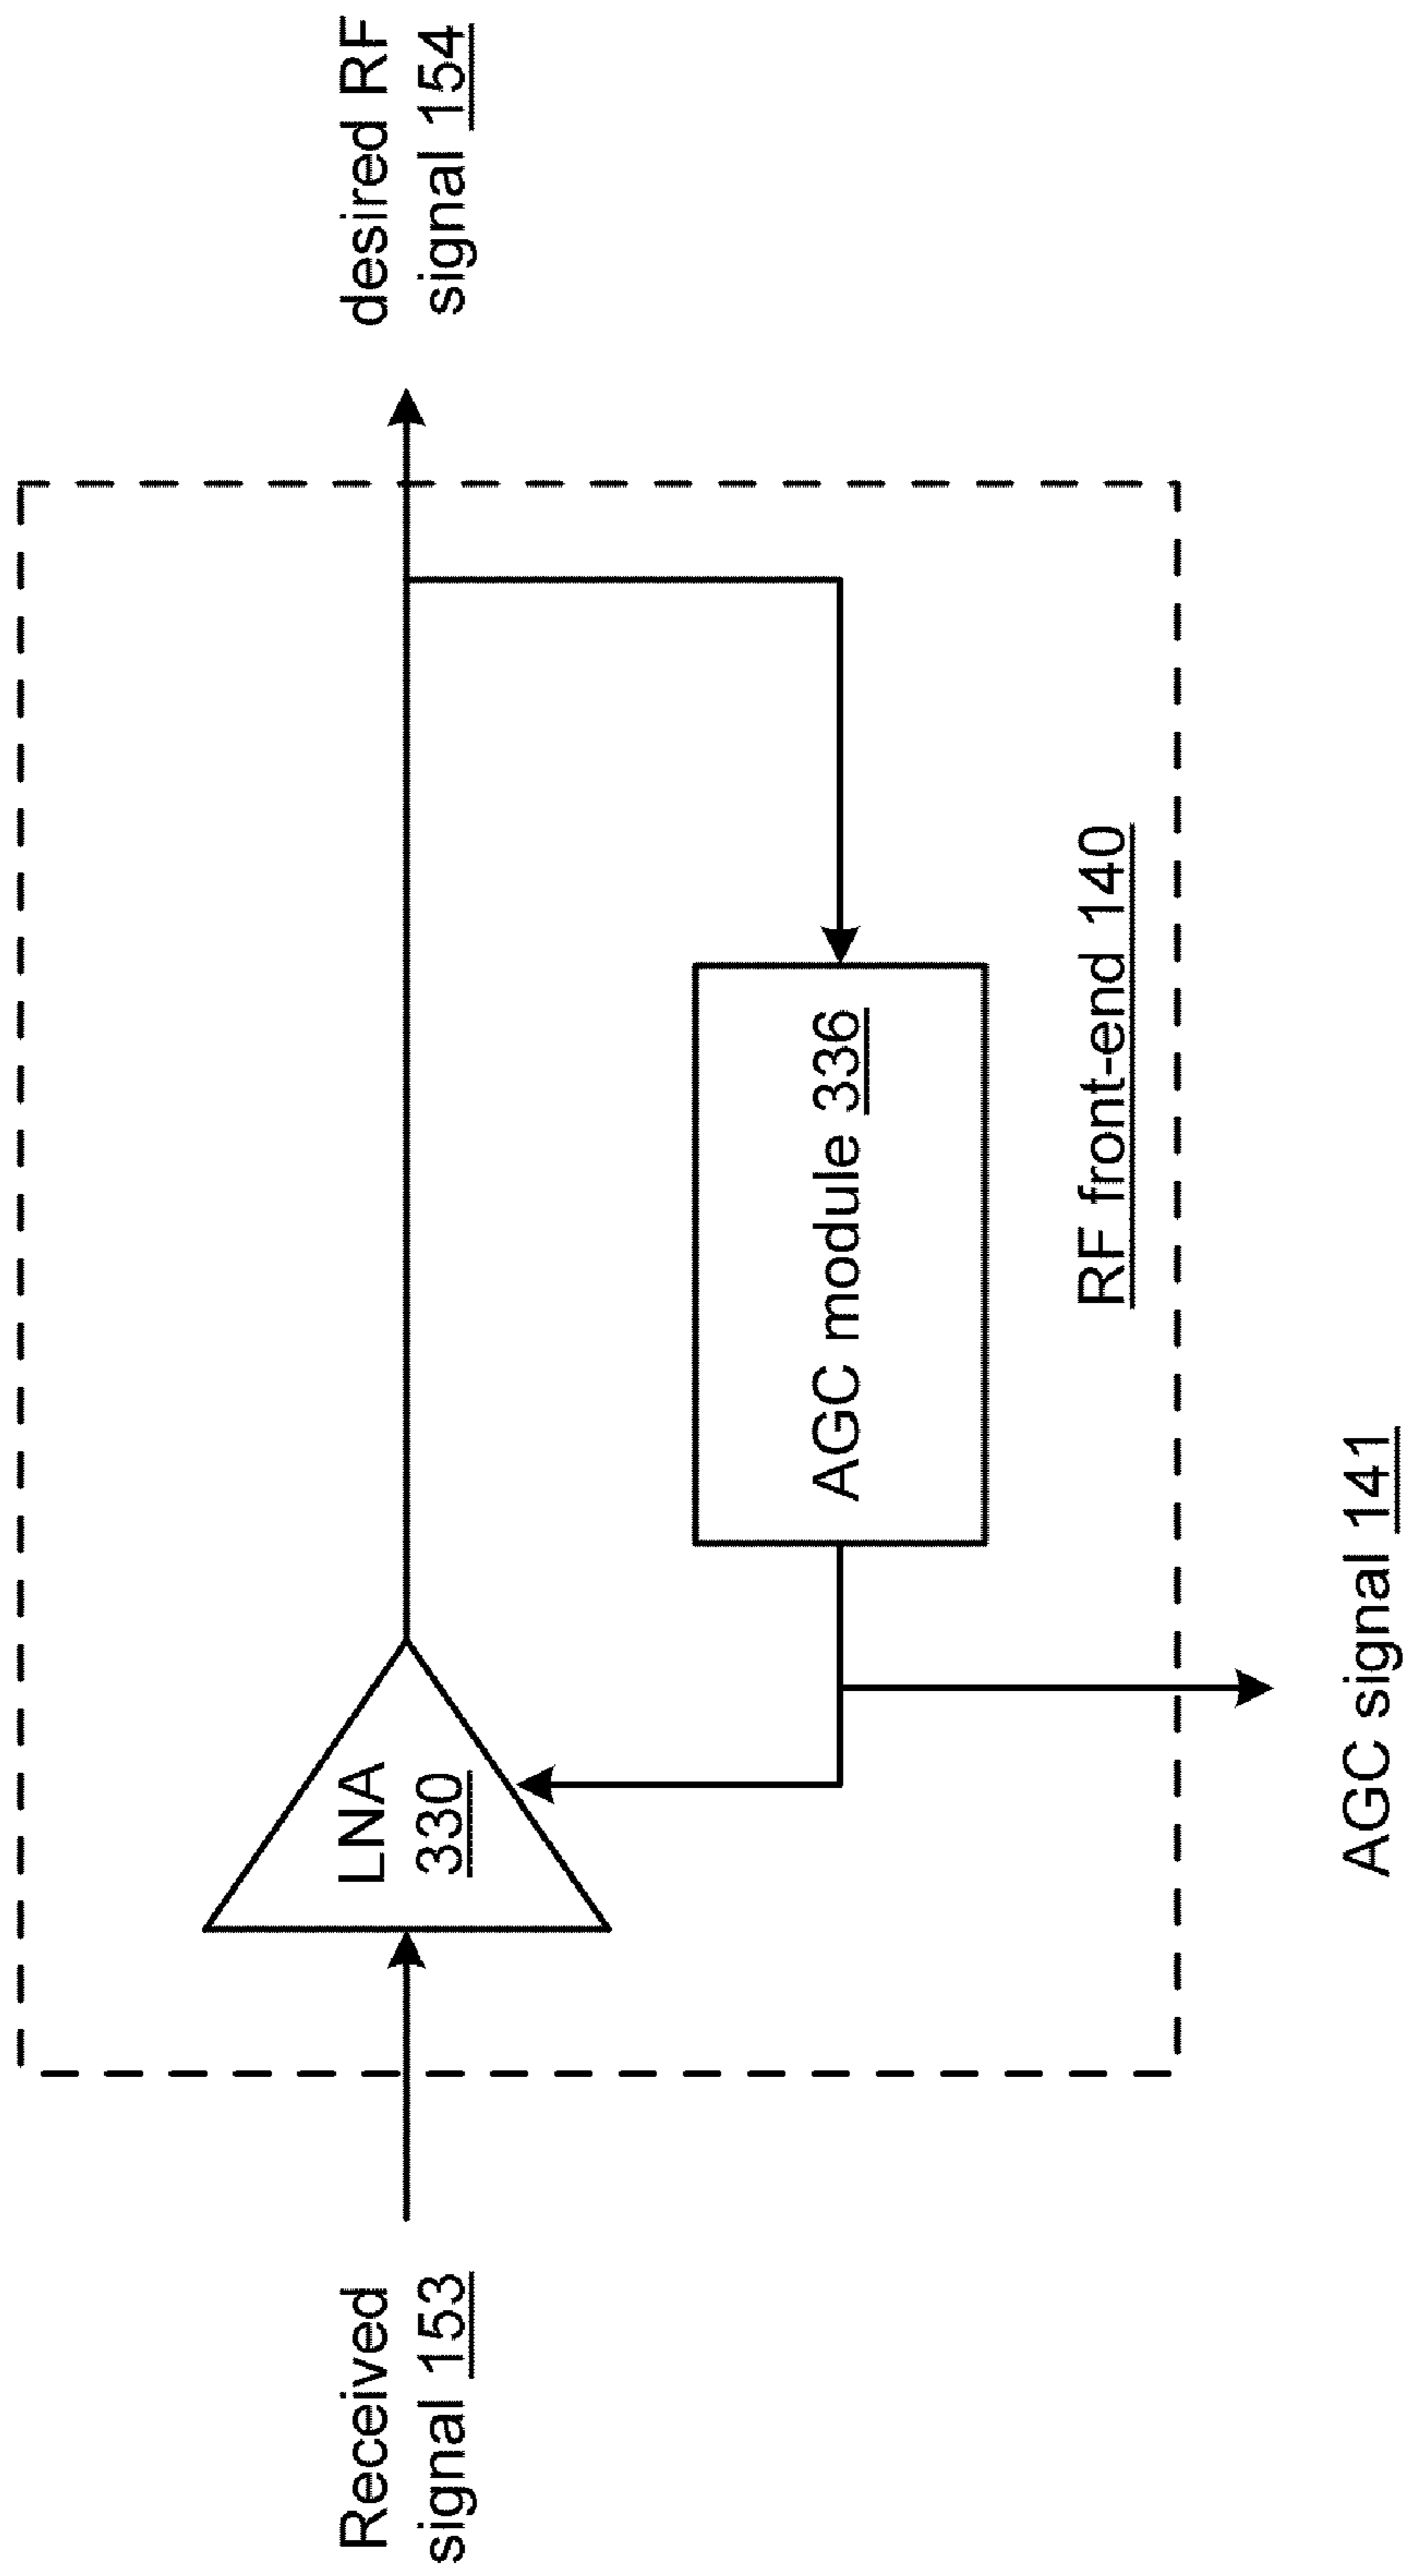 Received
signal 153
LNA
330
desired RF
signal 154
AGC module 336
RF front-end 140
AGC signal 141